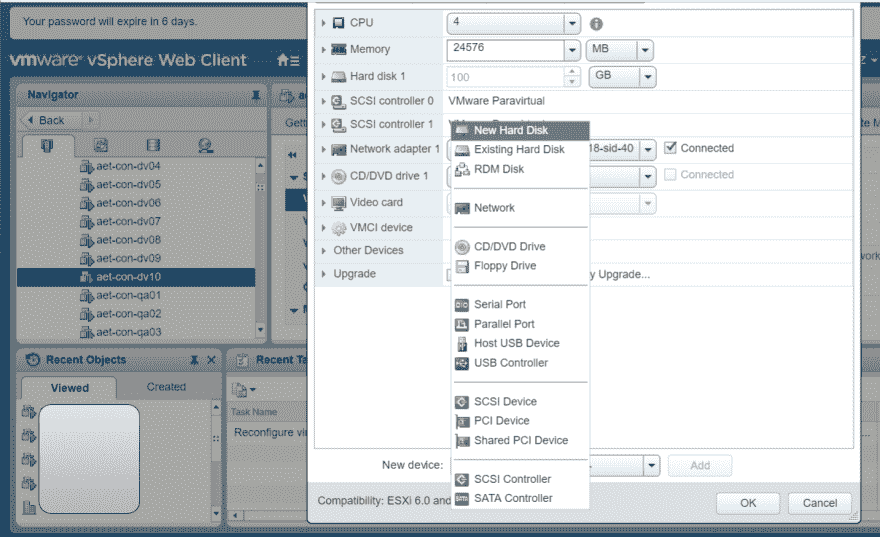 Your password will expire in 6 days.
vmware® vSphere Web Client
Navigator
Back
aet-con-dv04
aet-con-dv05
aet-con-dv06
aet-con-dv07
aet-con-dv08
aet-con-dv09
aet-con-dv10
aet-con-qa01
aet-con-qa02
aet-con-qa03
Recent Objects
Viewed
Created
Recent Ta
Task Name
Reconfigure vi
Gett
CPU
4
Memory
24576
MB
Hard disk 1
100
GB
SCSI controller 0
VMware Paravirtual
SCSI controller 1
Network adapter 1
18-sid-40
Connected
CD/DVD drive 1
Connected
Video card
VMCI device
Other Devices
Upgrade
y Upgrade...
New Hard Disk
Existing Hard Disk
RDM Disk
Network
CD/DVD Drive
Floppy Drive
Serial Port
Parallel Port
Host USB Device
USB Controller
SCSI Device
PCI Device
Shared PCI Device
SCSI Controller
SATA Controller
New device:
Add
Compatibility: ESXi 6.0 and
OK
Cancel